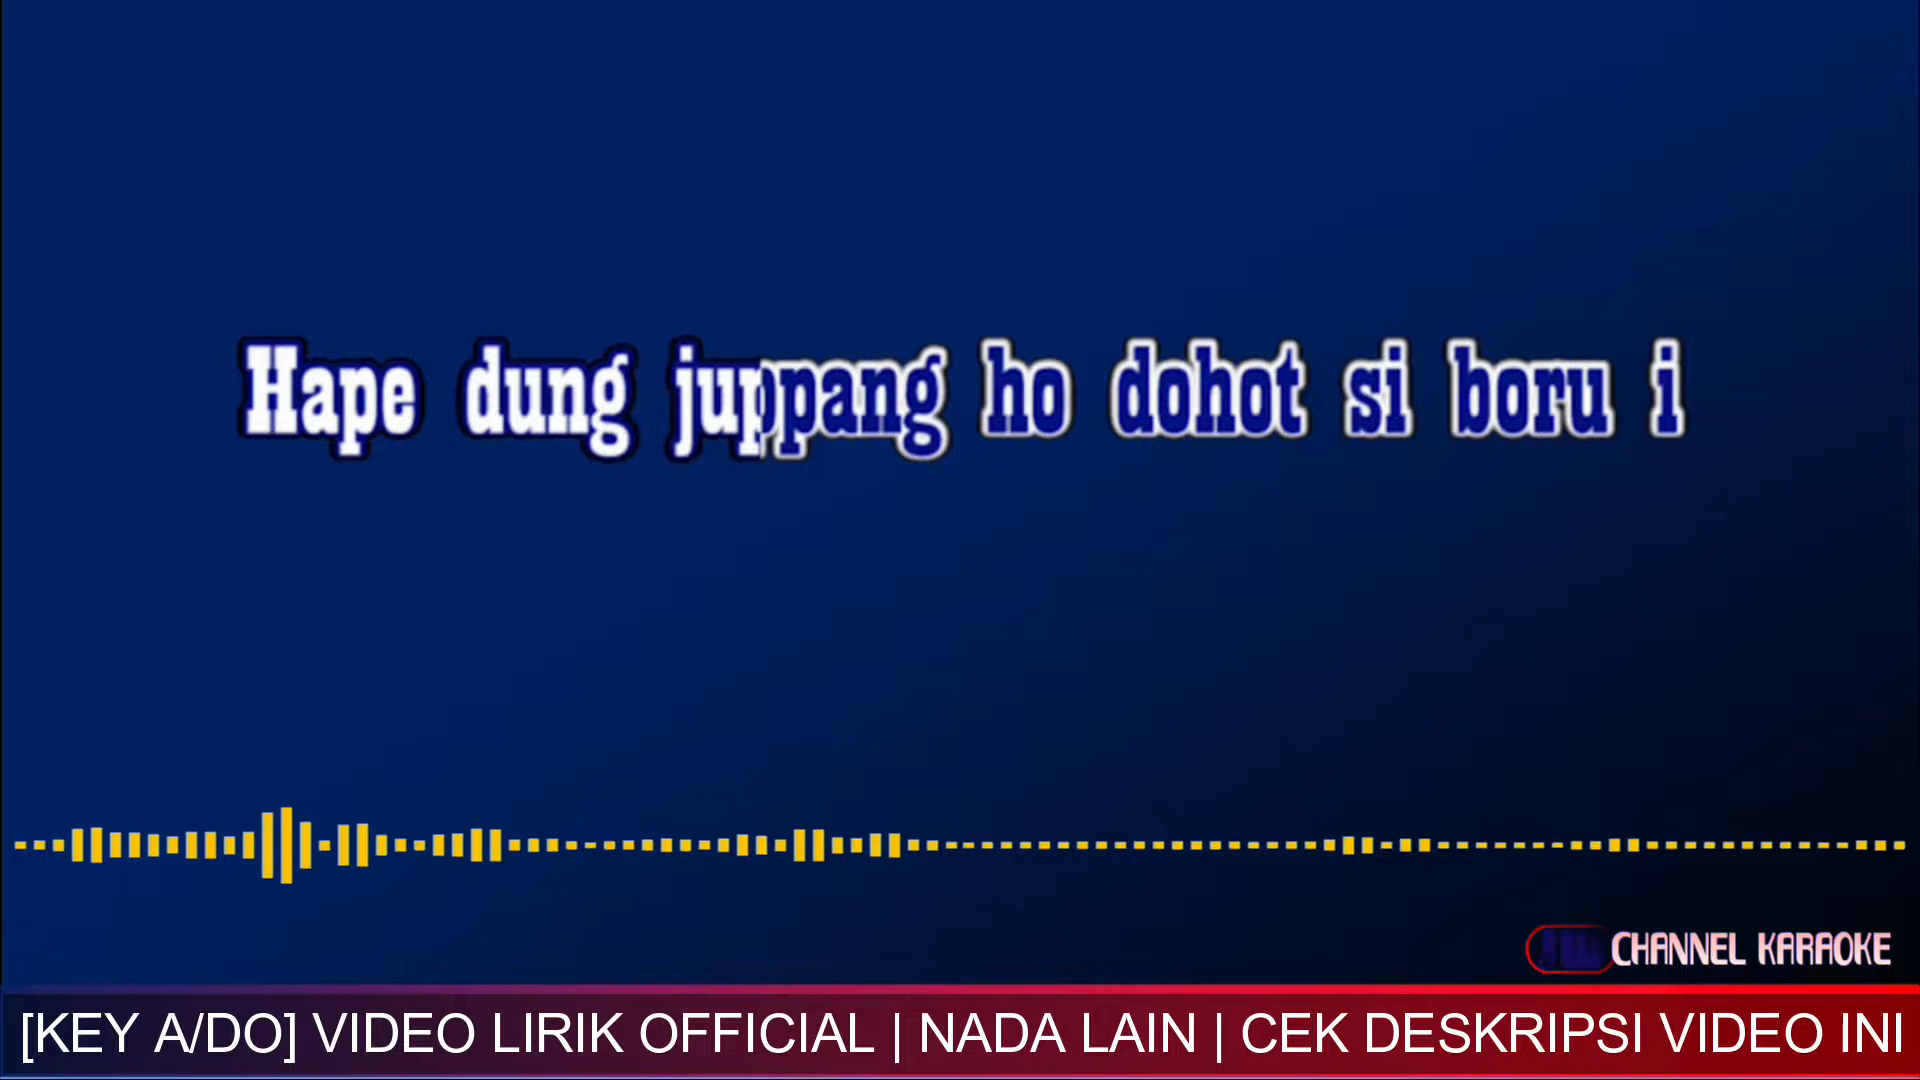 Hape dung juppang ho dohot si boru i
CHANNEL KARAOKE
[KEY A/DO] VIDEO LIRIK OFFICIAL | NADA LAIN | CEK DESKRIPSI VIDEO INI